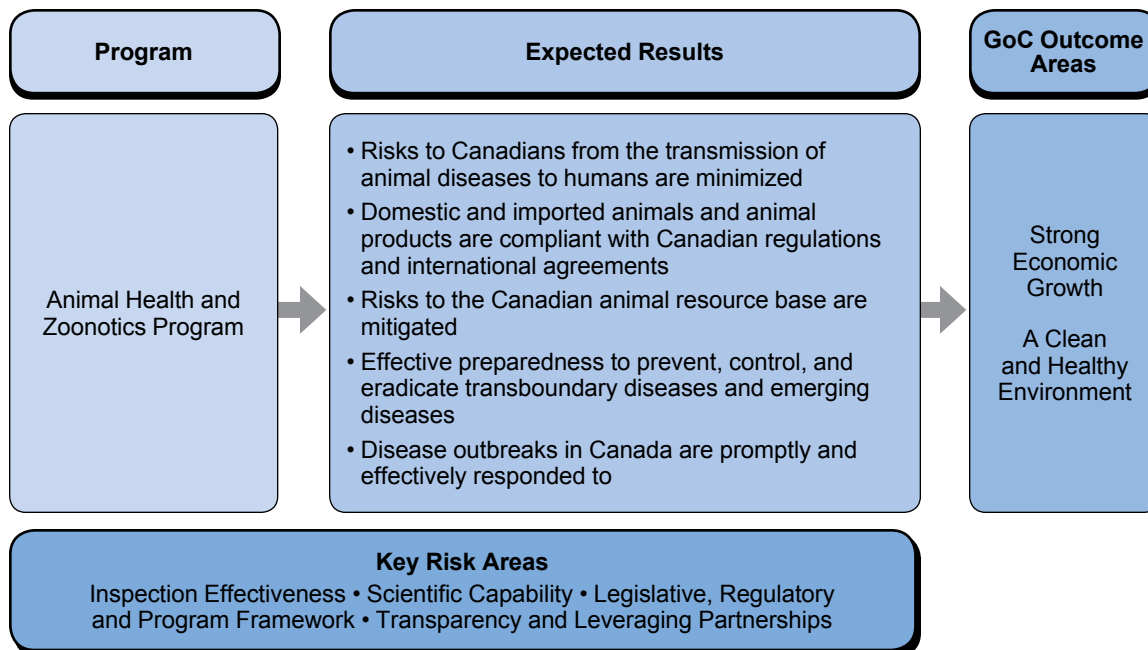 Program
Expected Results
GoC Outcome
Areas
Animal Health and
Zoonotics Program
• Risks to Canadians from the transmission of
animal diseases to humans are minimized
• Domestic and imported animals and animal
products are compliant with Canadian regulations
and international agreements
• Risks to the Canadian animal resource base are
mitigated
• Effective preparedness to prevent, control, and
eradicate transboundary diseases and emerging
diseases
• Disease outbreaks in Canada are promptly and
effectively responded to
Strong
Economic
Growth
A Clean
and Healthy
Environment
Key Risk Areas
Inspection Effectiveness • Scientific Capability • Legislative, Regulatory
and Program Framework • Transparency and Leveraging Partnerships